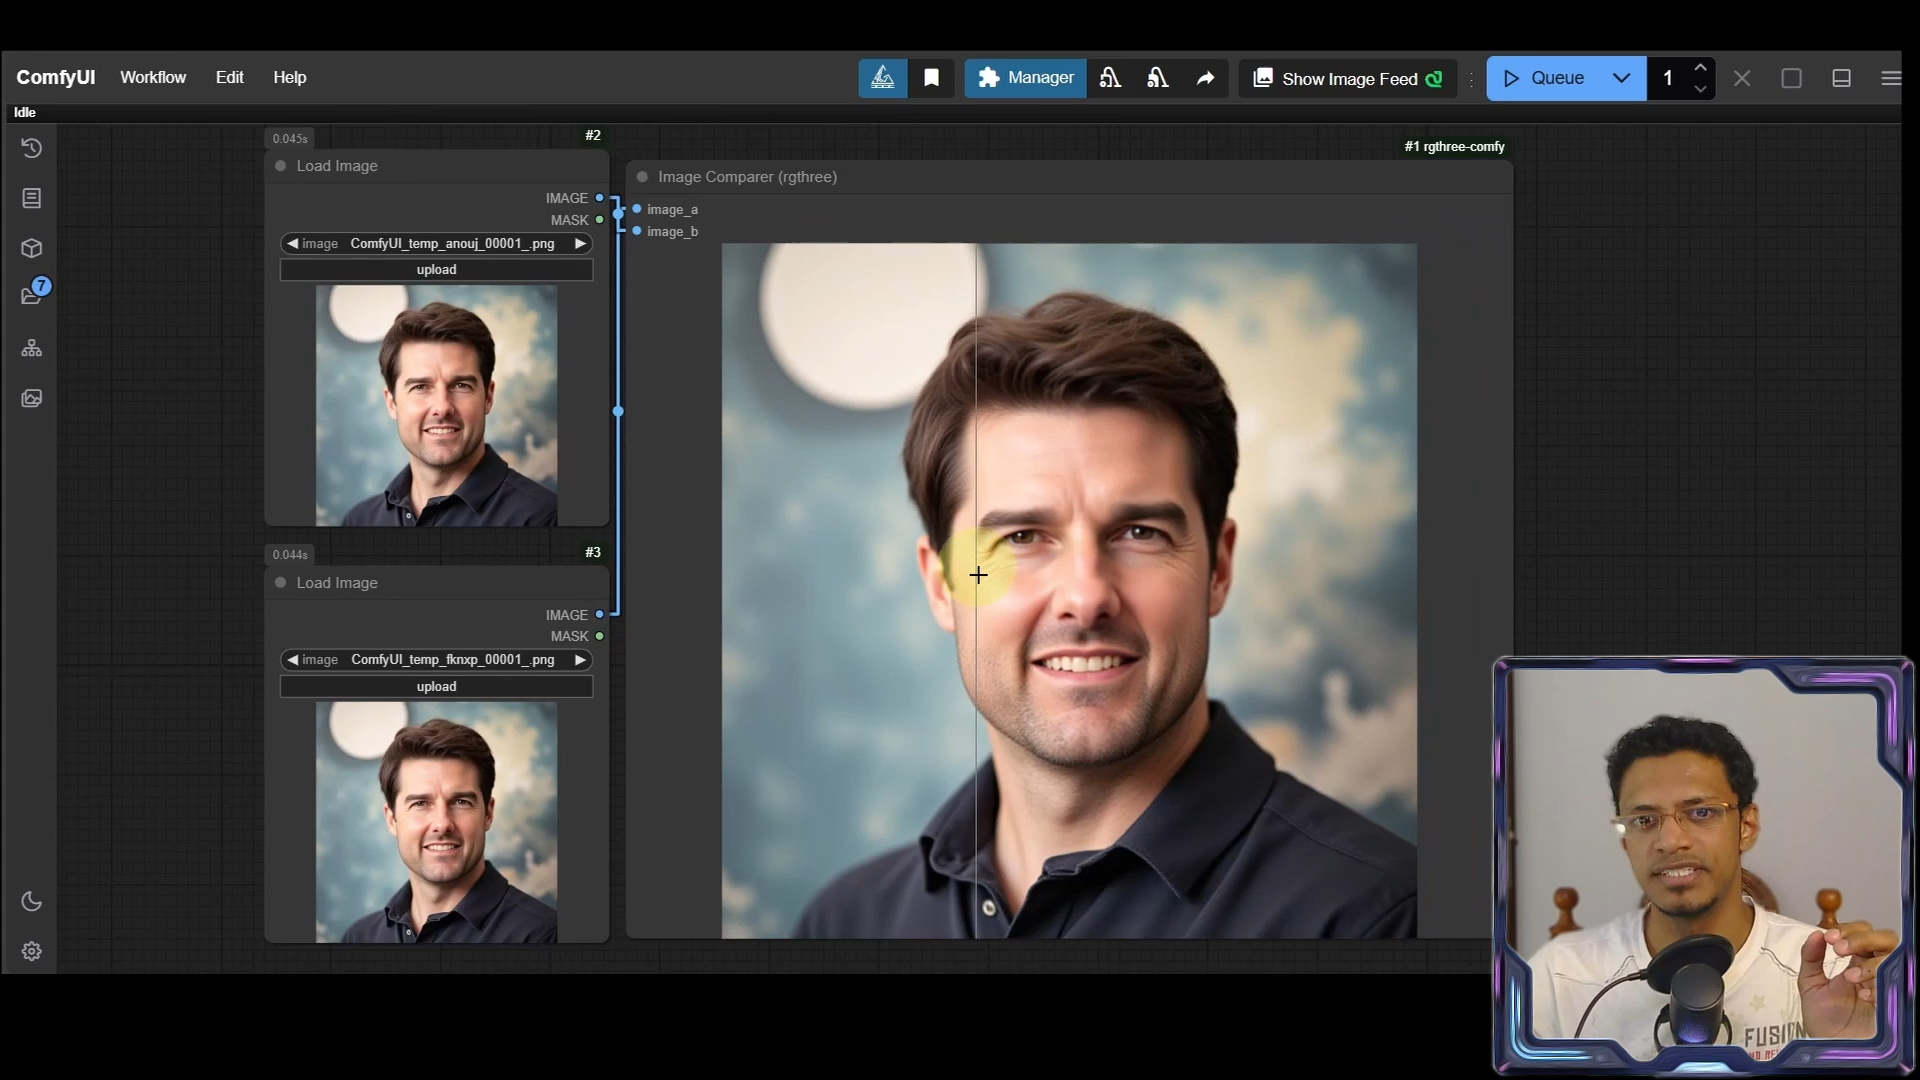 ComfyUI Workflow Edit Help Manager Show Image Feed Queue 1
Idle
0.045s #2
Load Image
IMAGE
MASK
image ComfyUI_temp_anouj_00001_.png
upload
7
0.044s #3
Load Image
IMAGE
MASK
image ComfyUI_temp_fknxp_00001_.png
upload
#1 rgthree-comfy
Image Comparer (rgthree)
image_a
image_b
FUSION